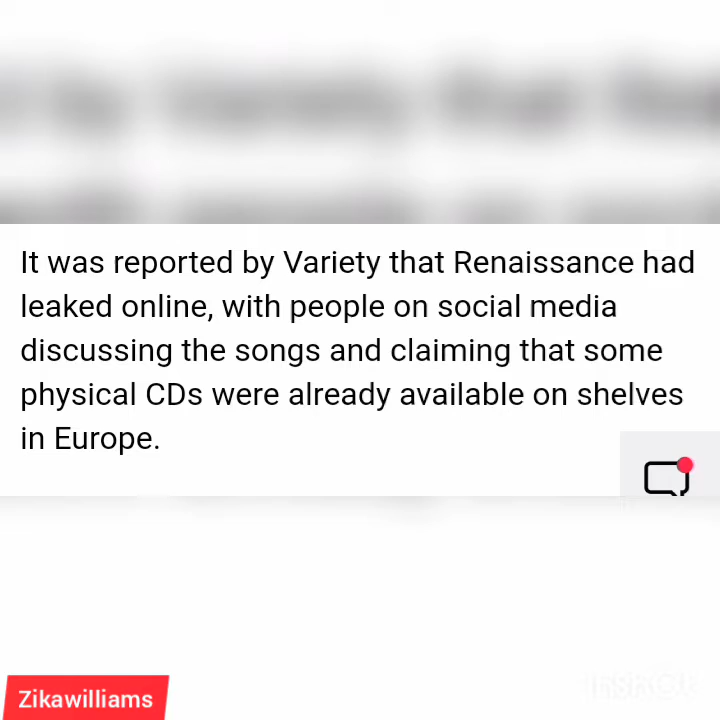 It was reported by Variety that Renaissance had
leaked online, with people on social media
discussing the songs and claiming that some
physical CDs were already available on shelves
in Europe.
Zikawilliams